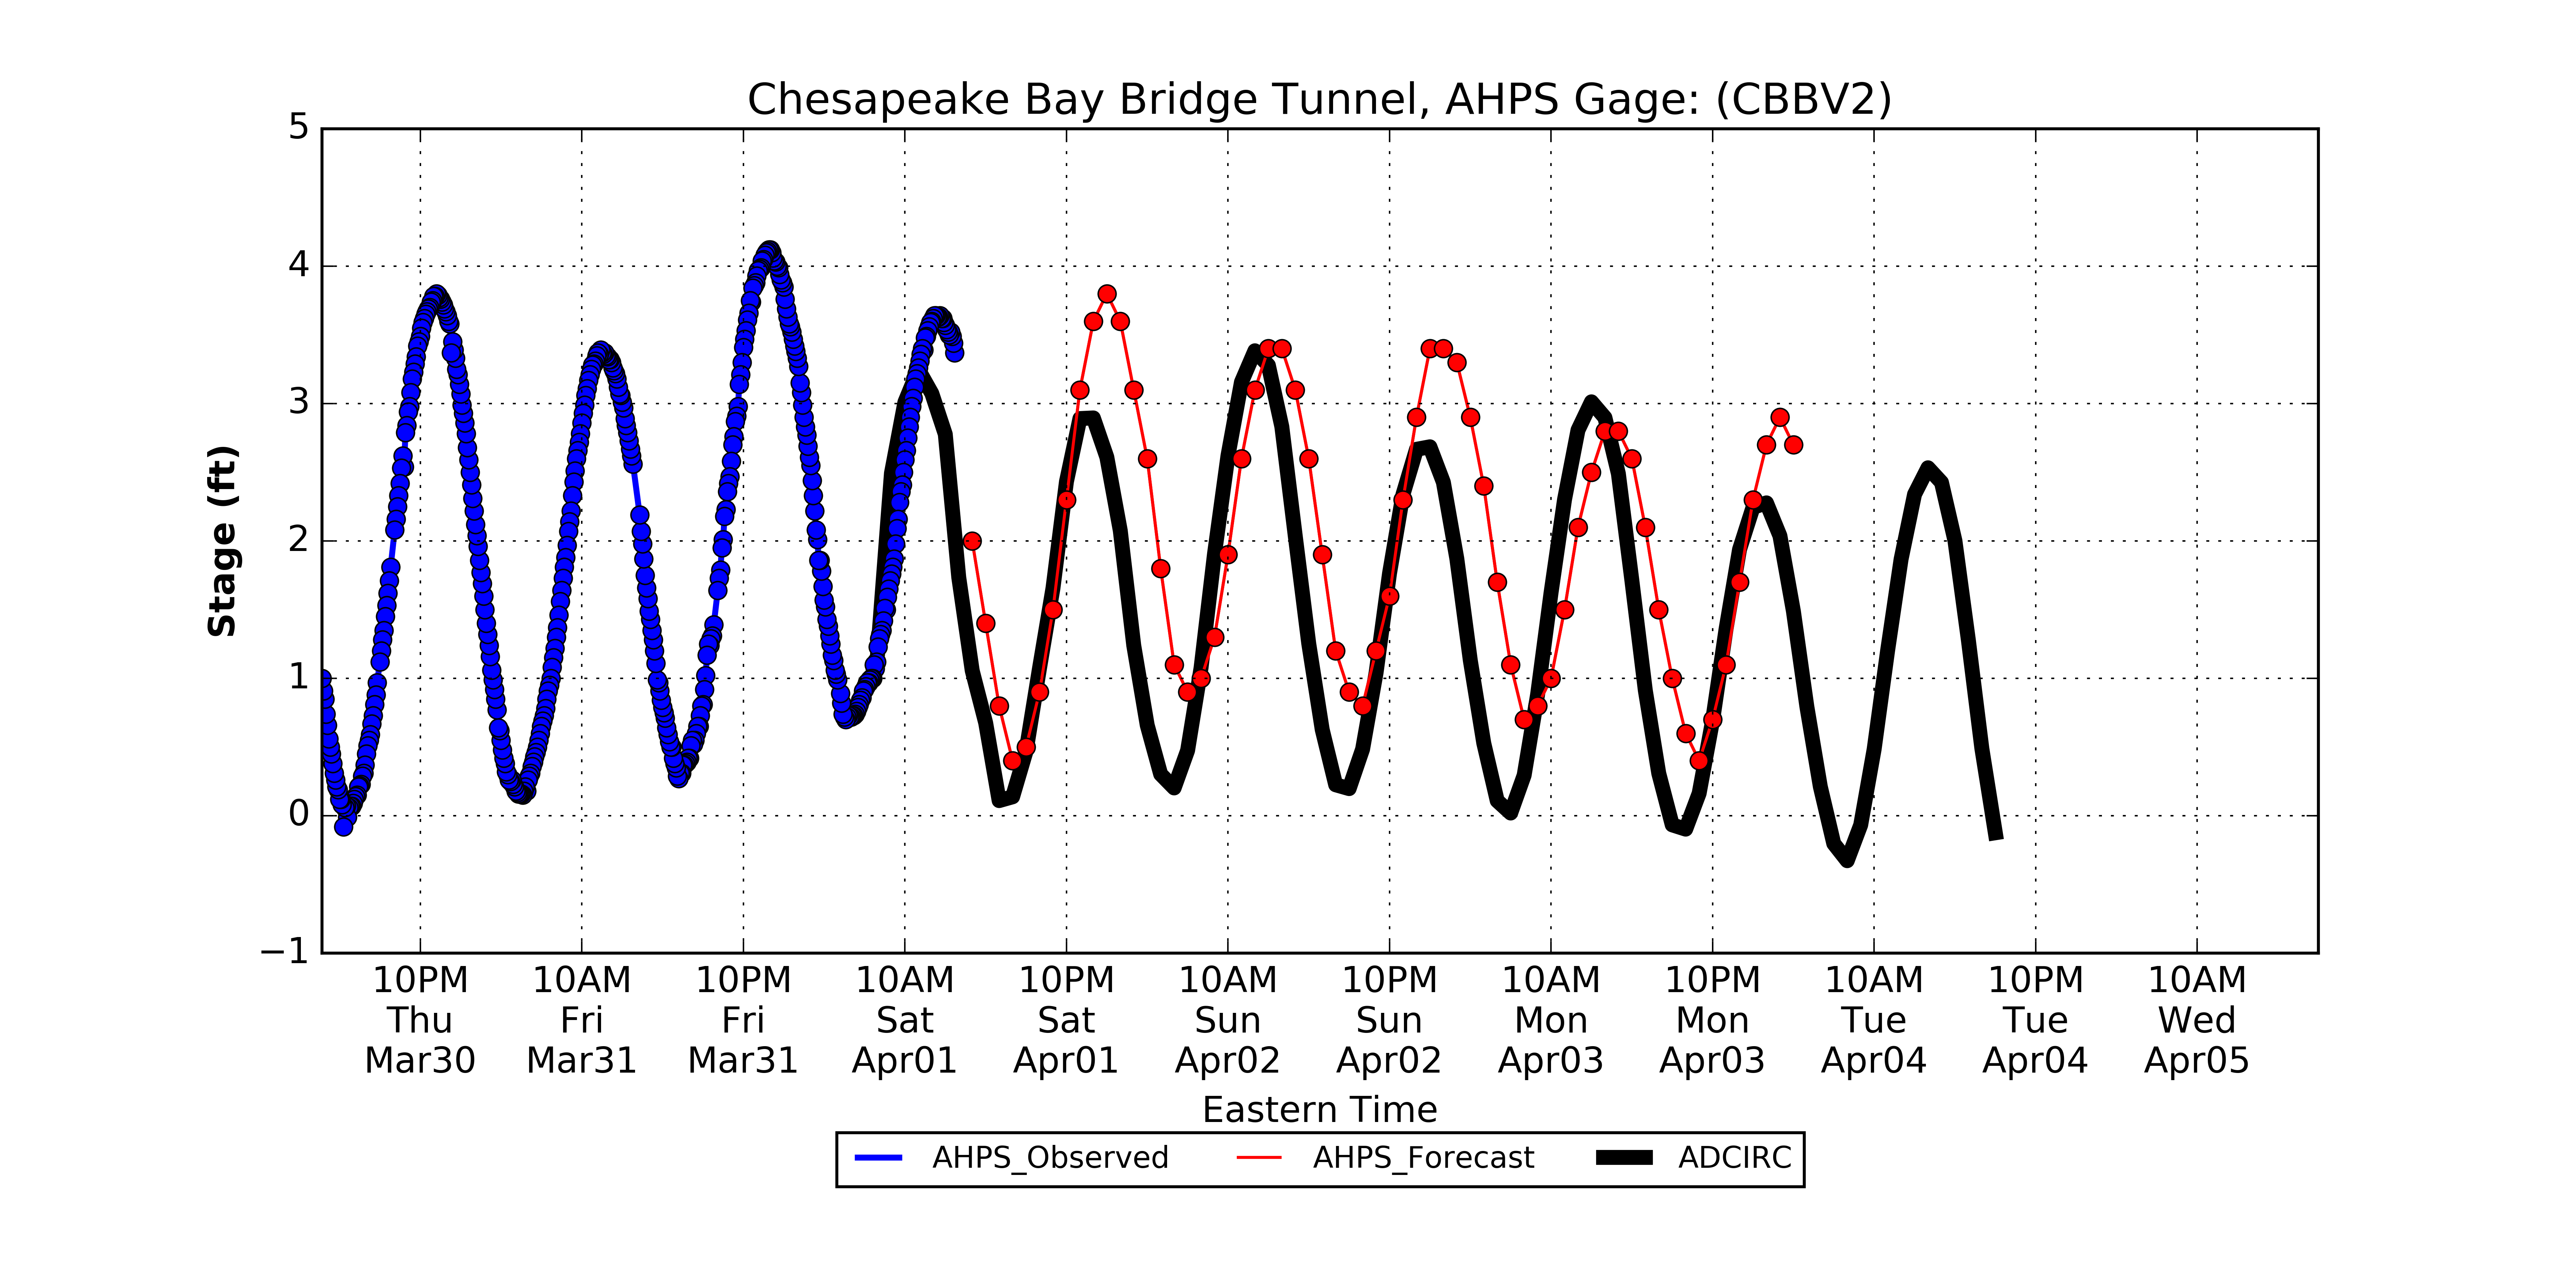 Chesapeake Bay Bridge Tunnel, AHPS Gage: (CBBV2)
5
4
3
2
1
0
−1
Stage (ft)
10PM 10AM 10PM 10AM 10PM 10AM 10PM 10AM 10PM 10AM 10PM 10AM
Thu Fri Fri Sat Sat Sun Sun Mon Mon Tue Tue Wed
Mar30 Mar31 Mar31 Apr01 Apr01 Apr02 Apr02 Apr03 Apr03 Apr04 Apr04 Apr05
Eastern Time
AHPS_Observed AHPS_Forecast ADCIRC